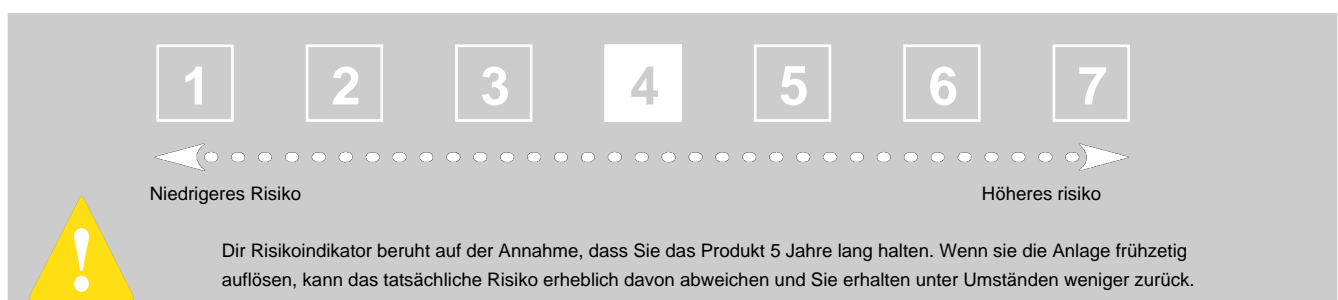 1 2 3 4 5 6 7
Niedrigeres Risiko Höheres risiko
!
Dir Risikoindikator beruht auf der Annahme, dass Sie das Produkt 5 Jahre lang halten. Wenn sie die Anlage frühzetig
auflösen, kann das tatsächliche Risiko erheblich davon abweichen und Sie erhalten unter Umständen weniger zurück.